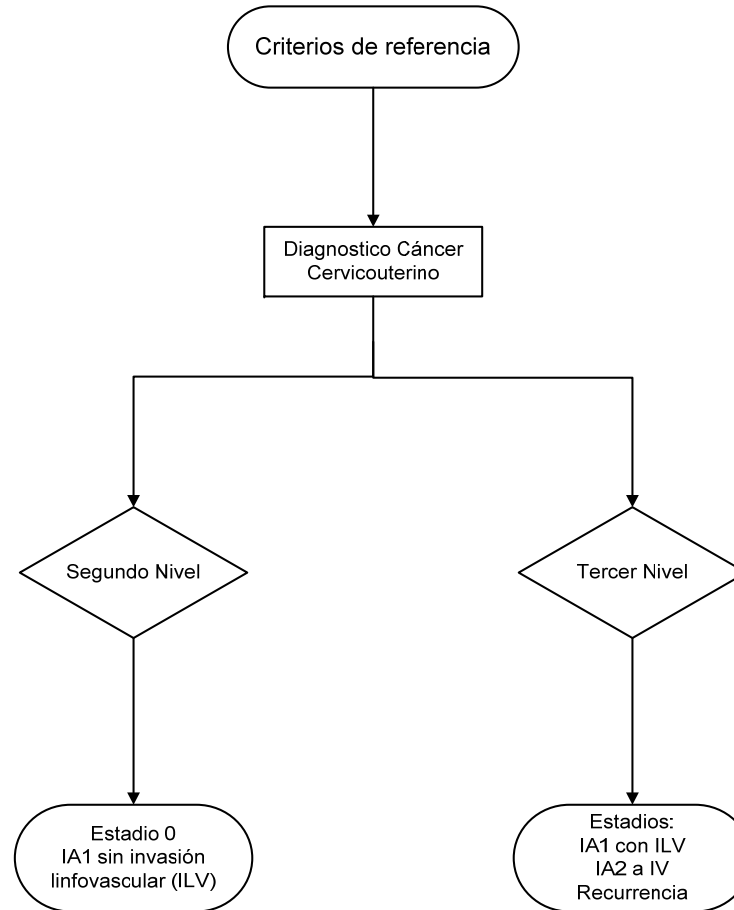 Criterios de referencia
Diagnostico Cáncer
Cervicouterino
Segundo Nivel
Tercer Nivel
Estadio 0
IA1 sin invasión
linfovascular (ILV)
Estadios:
IA1 con ILV
IA2 a IV
Recurrencia